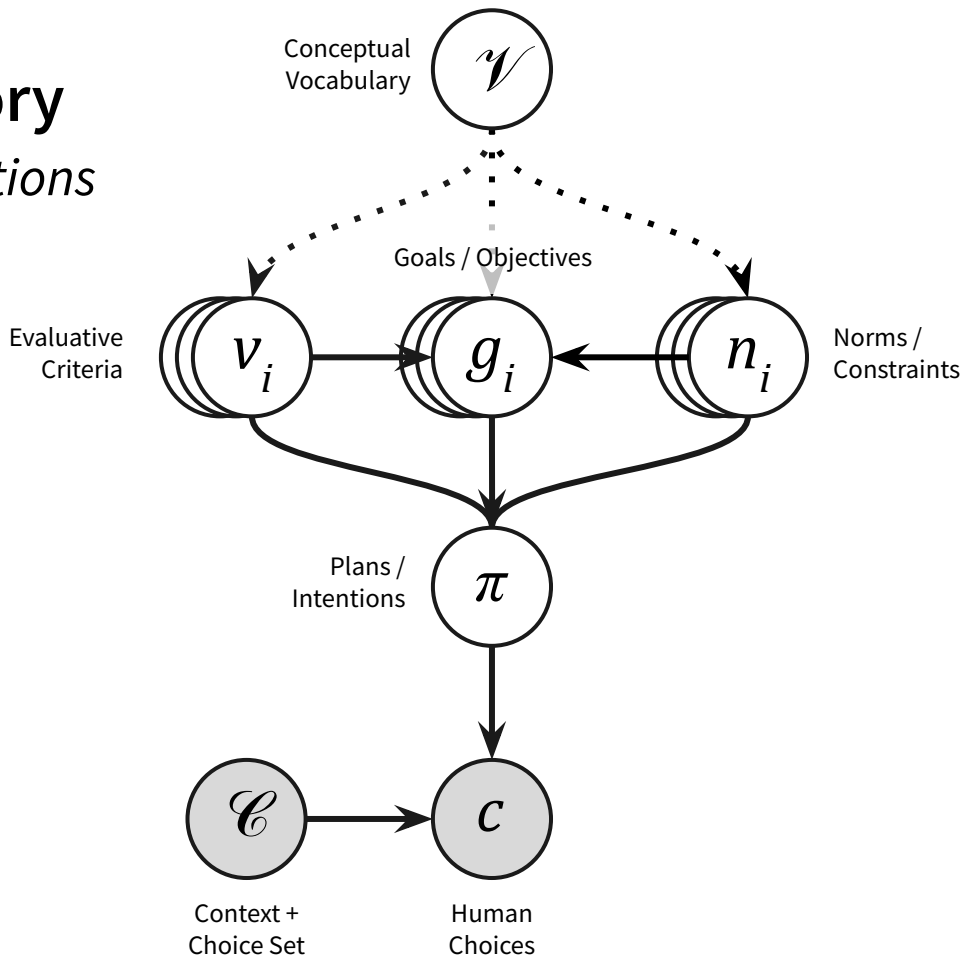 Conceptual
Vocabulary
𝒱
ory
tions
Goals / Objectives
Evaluative
Criteria
v_i
g_i
n_i
Norms /
Constraints
Plans /
Intentions
π
𝒞
c
Context +
Choice Set
Human
Choices